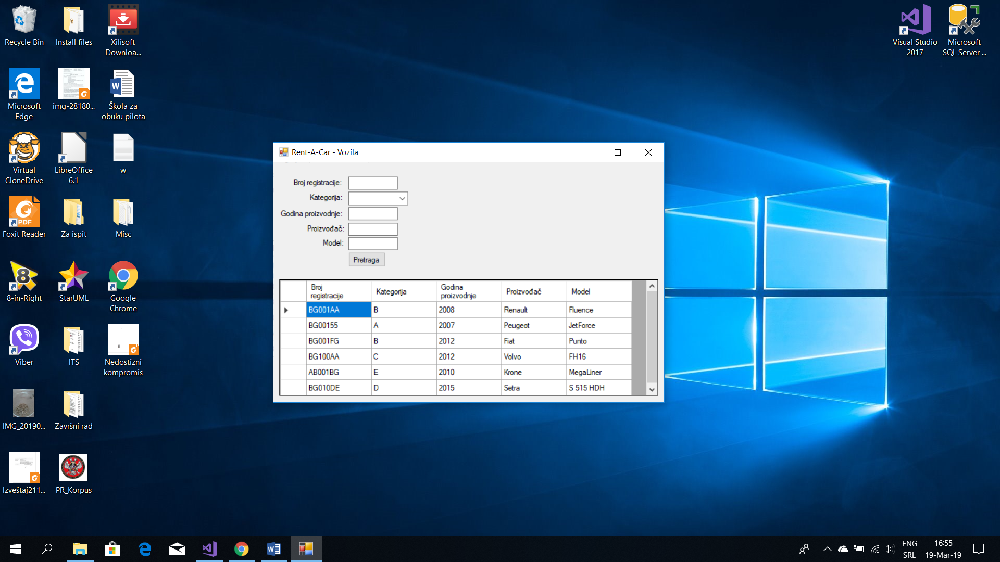 Recycle Bin
Install files
Xilisoft
Downloa...
Visual Studio
2017
Microsoft
SQL Server ...
Microsoft
Edge
img-28180...
Škola za
obuku pilota
Virtual
CloneDrive
LibreOffice
6.1
w
PDF
Foxit Reader
Za ispit
Misc
8-in-Right
StarUML
Google
Chrome
Viber
ITS
Nedostizni
kompromis
IMG_20190...
Završni rad
Izveštaj211...
PR_Korpus
Rent-A-Car - Vozila
Broj registracije:
Kategorija:
Godina proizvodnje:
Proizvođač:
Model:
Pretraga
Broj registracije Kategorija Godina proizvodnje Proizvođač Model
BG001AA B 2008 Renault Fluence
BG00155 A 2007 Peugeot JetForce
BG001FG B 2012 Fiat Punto
BG100AA C 2012 Volvo FH16
AB001BG E 2010 Krone MegaLiner
BG010DE D 2015 Setra S 515 HDH
ENG
SRL
16:55
19-Mar-19